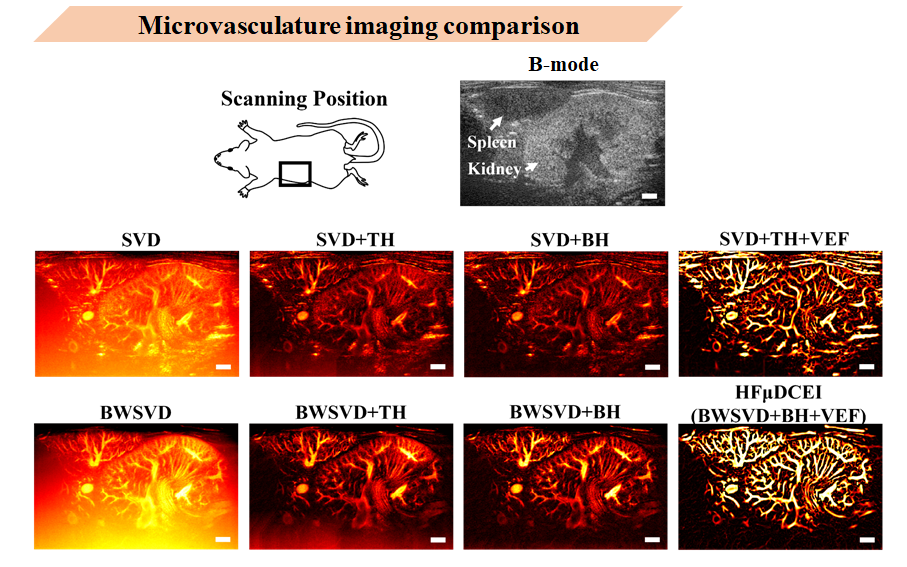 Microvasculature imaging comparison
B-mode
Scanning Position
Spleen
Kidney
SVD
SVD+TH
SVD+BH
SVD+TH+VEF
BWSVD
BWSVD+TH
BWSVD+BH
HFμDCEI
(BWSVD+BH+VEF)